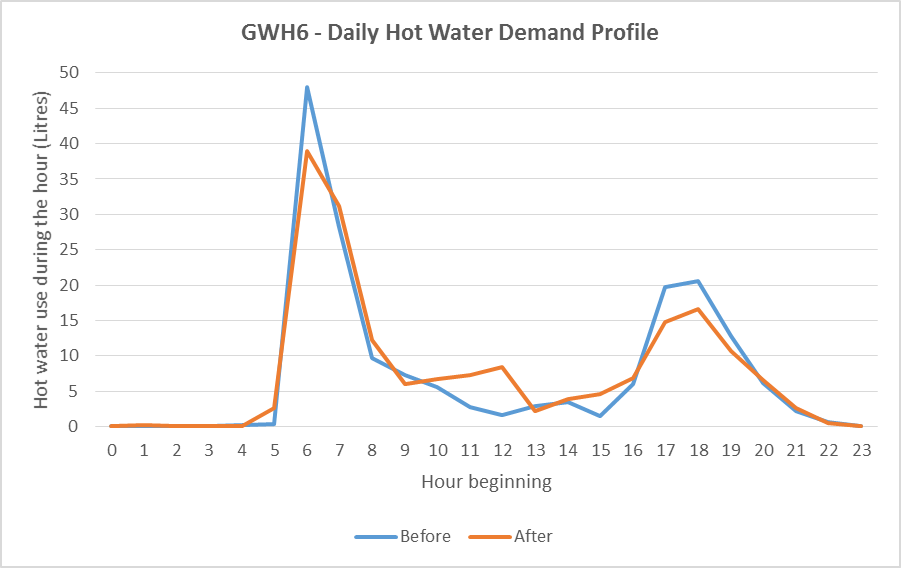 GWH6 - Daily Hot Water Demand Profile
Hot water use during the hour (Litres)
50
45
40
35
30
25
20
15
10
5
0
0 1 2 3 4 5 6 7 8 9 10 11 12 13 14 15 16 17 18 19 20 21 22 23
Hour beginning
Before After